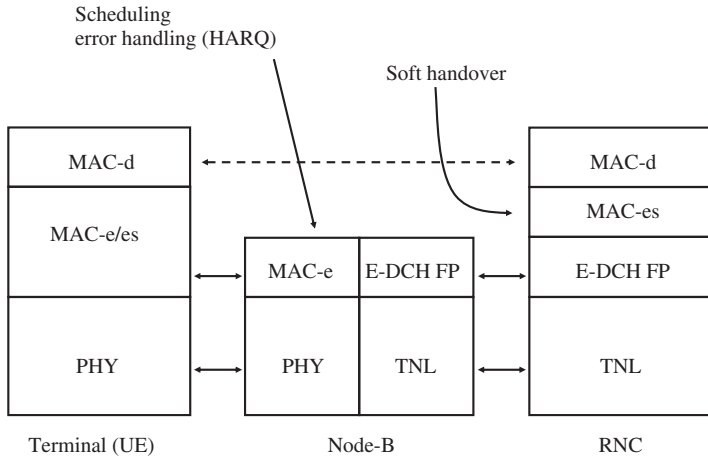 Scheduling
error handling (HARQ)
Soft handover
MAC-d
MAC-d
MAC-es
MAC-e/es
MAC-e
E-DCH FP
E-DCH FP
PHY
PHY
TNL
TNL
Terminal (UE)
Node-B
RNC